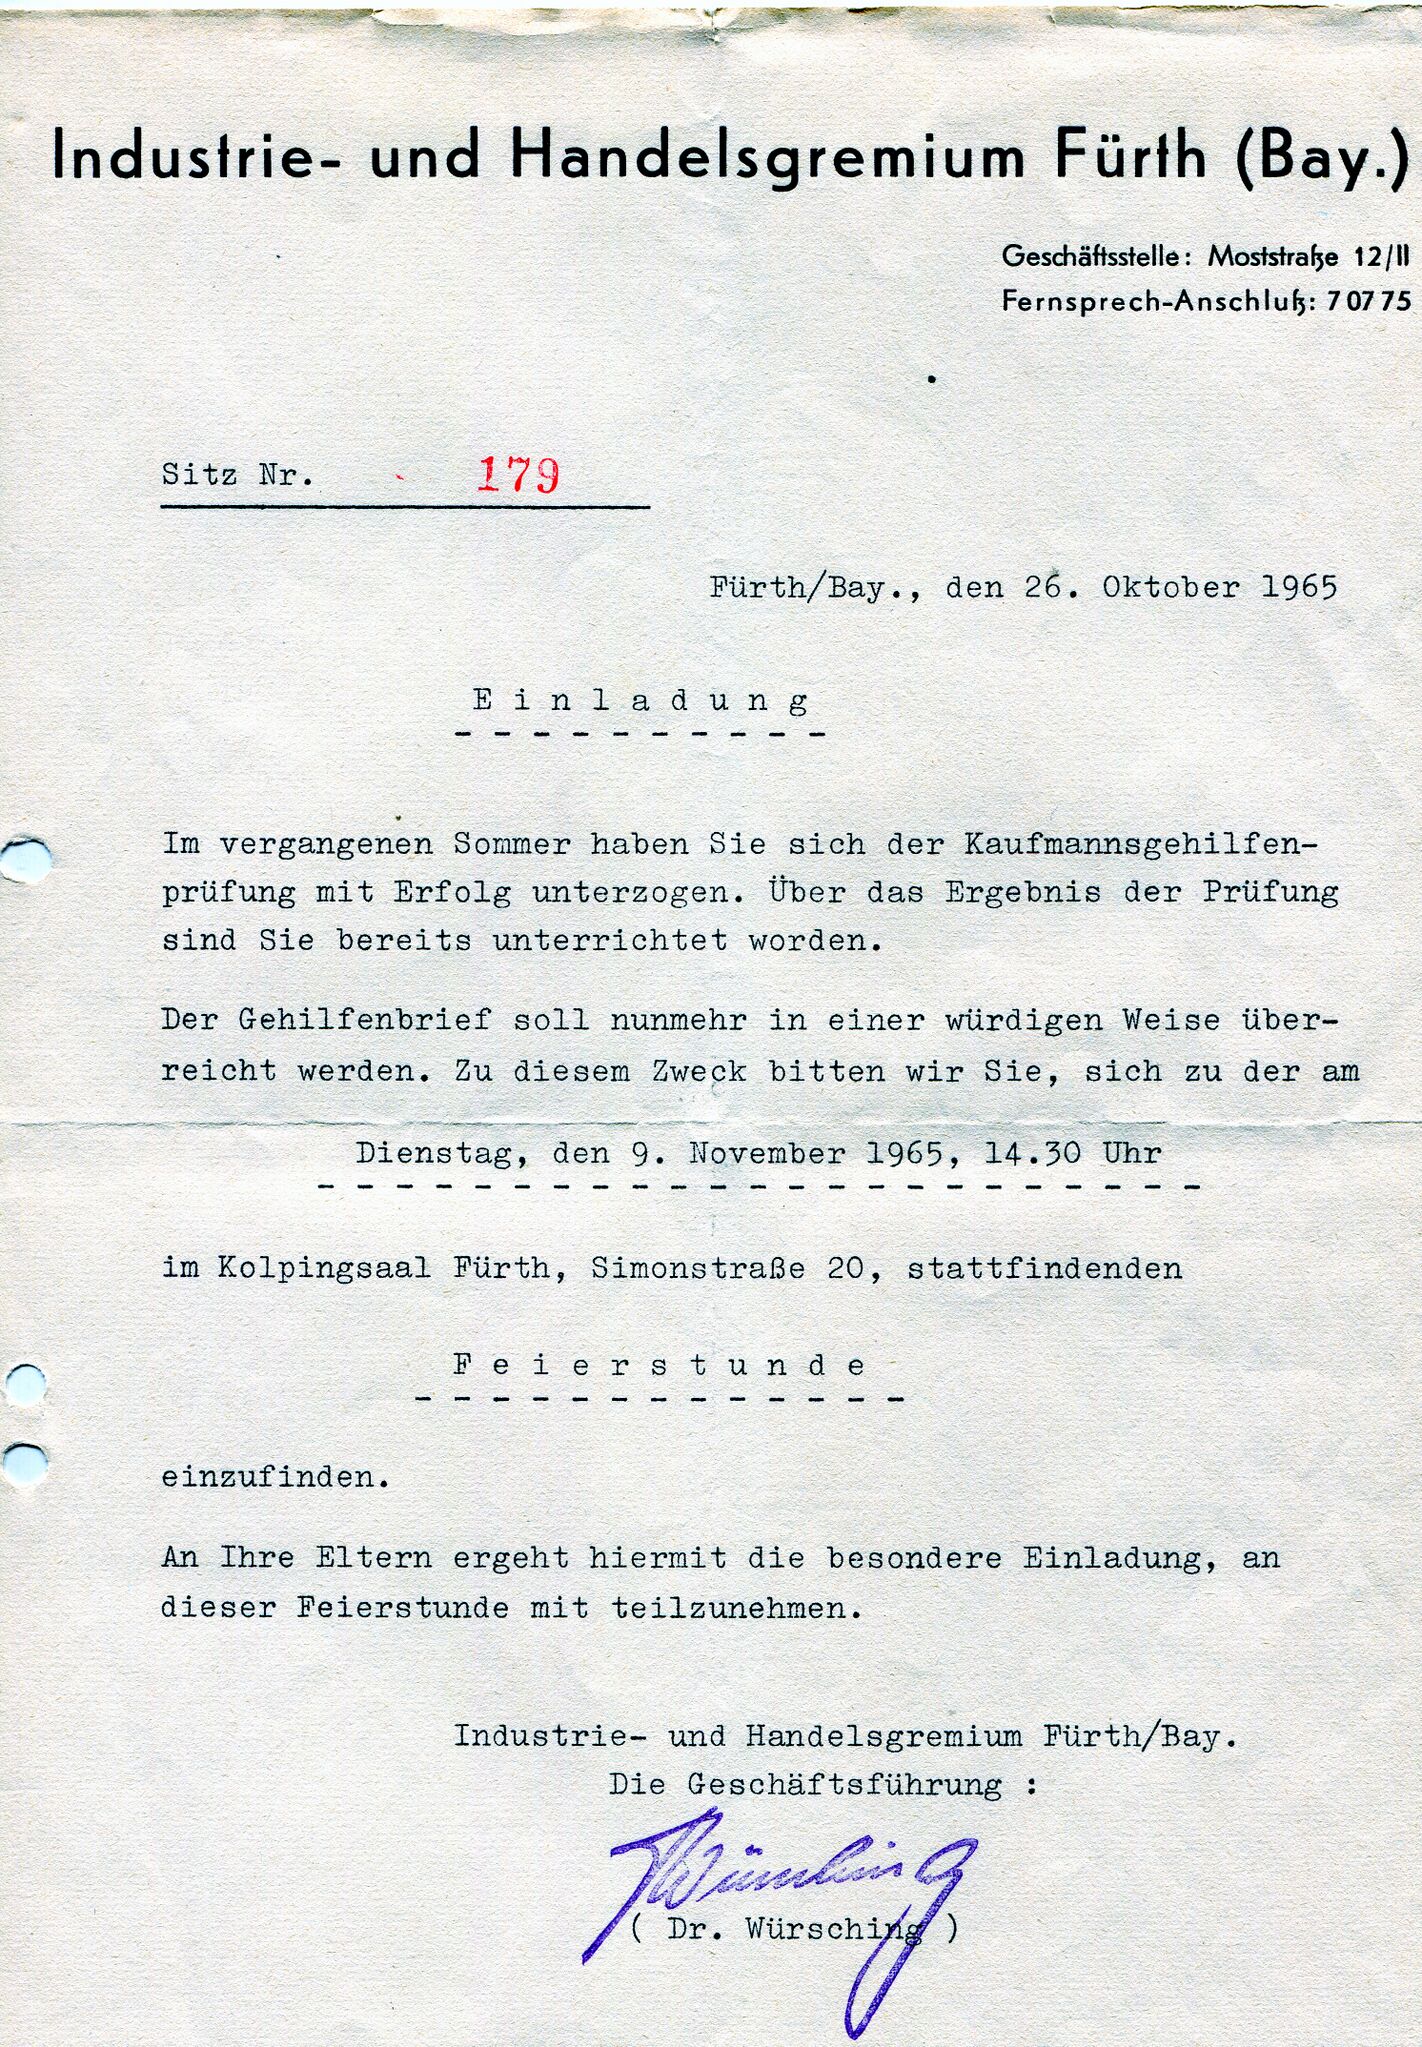 Industrie- und Handelsgremium Fürth (Bay.)
Geschäftsstelle: Moststraße 12/II
Fernsprech-Anschluß: 7 07 75
Sitz Nr. 179
Fürth/Bay., den 26. Oktober 1965
E i n l a d u n g
Im vergangenen Sommer haben Sie sich der Kaufmannsgehilfen-
prüfung mit Erfolg unterzogen. Über das Ergebnis der Prüfung
sind Sie bereits unterrichtet worden.
Der Gehilfenbrief soll nunmehr in einer würdigen Weise über-
reicht werden. Zu diesem Zweck bitten wir Sie, sich zu der am
Dienstag, den 9. November 1965, 14.30 Uhr
im Kolpingsaal Fürth, Simonstraße 20, stattfindenden
F e i e r s t u n d e
einzufinden.
An Ihre Eltern ergeht hiermit die besondere Einladung, an
dieser Feierstunde mit teilzunehmen.
Industrie- und Handelsgremium Fürth/Bay.
Die Geschäftsführung :
Würsching
( Dr. Würsching )